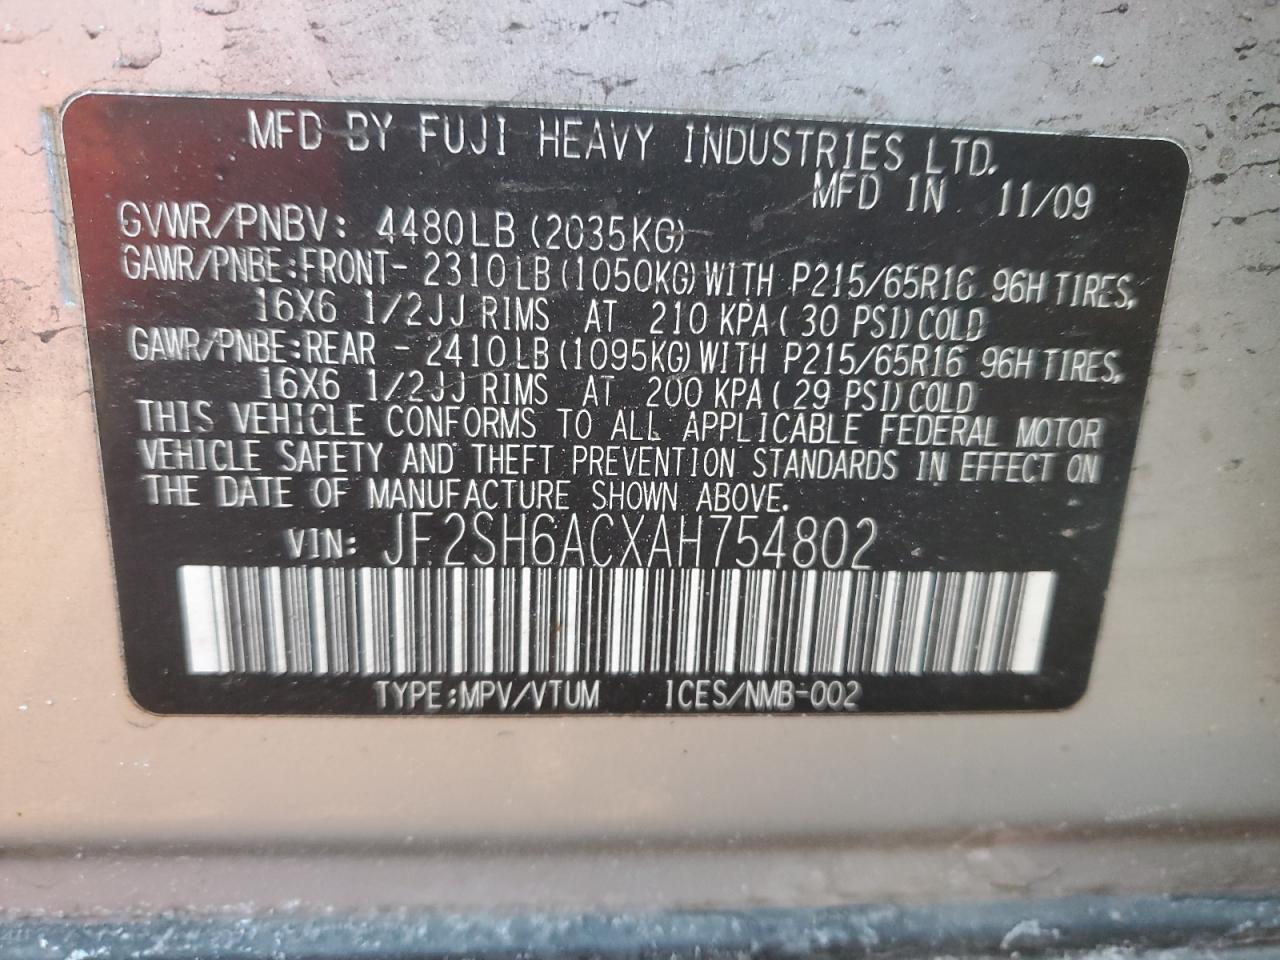 MFD BY FUJI HEAVY INDUSTRIES LTD.
MFD IN 11/09
GVWR/PNBV: 4480LB (2035KG)
GAWR/PNBE:FRONT- 2310LB (1050KG) WITH P215/65R16 96H TIRES,
16X6 1/2JJ RIMS AT 210 KPA ( 30 PSI) COLD
GAWR/PNBE:REAR - 2410LB (1095KG) WITH P215/65R16 96H TIRES,
16X6 1/2JJ RIMS AT 200 KPA ( 29 PSI) COLD
THIS VEHICLE CONFORMS TO ALL APPLICABLE FEDERAL MOTOR
VEHICLE SAFETY AND THEFT PREVENTION STANDARDS IN EFFECT ON
THE DATE OF MANUFACTURE SHOWN ABOVE.
VIN: JF2SH6ACXAH754802
TYPE:MPV/VTUM ICES/NMB-002